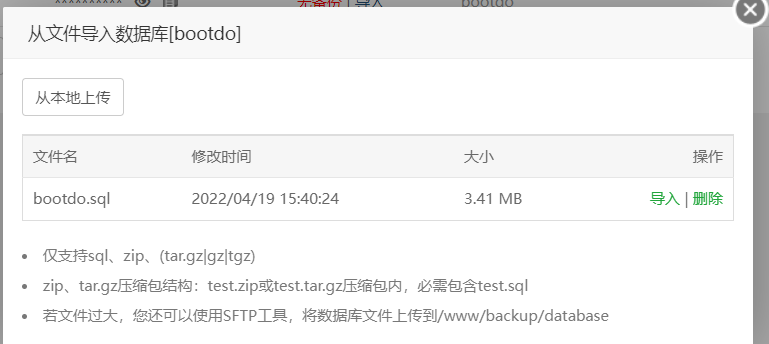 ********** 无备份 | 导入 bootdo
从文件导入数据库[bootdo]
从本地上传
文件名 修改时间 大小 操作
bootdo.sql 2022/04/19 15:40:24 3.41 MB 导入 | 删除
仅支持sql、zip、(tar.gz|gz|tgz)
zip、tar.gz压缩包结构：test.zip或test.tar.gz压缩包内，必需包含test.sql
若文件过大，您还可以使用SFTP工具，将数据库文件上传到/www/backup/database